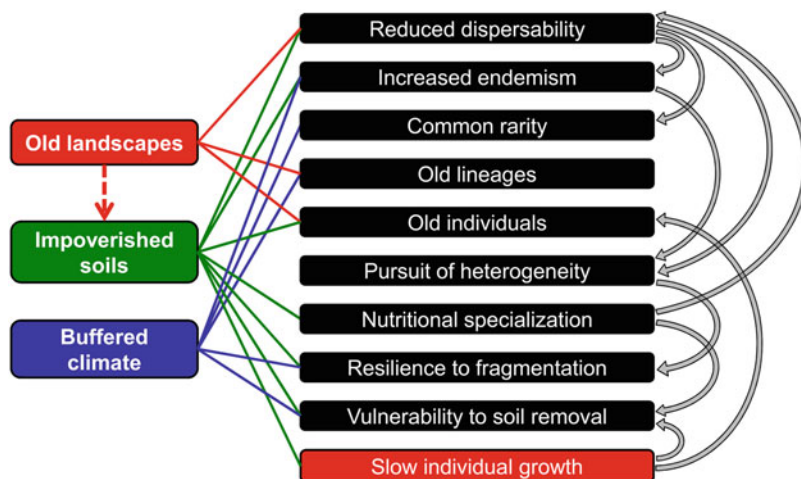 Old landscapes
Impoverished
soils
Buffered
climate
Reduced dispersability
Increased endemism
Common rarity
Old lineages
Old individuals
Pursuit of heterogeneity
Nutritional specialization
Resilience to fragmentation
Vulnerability to soil removal
Slow individual growth